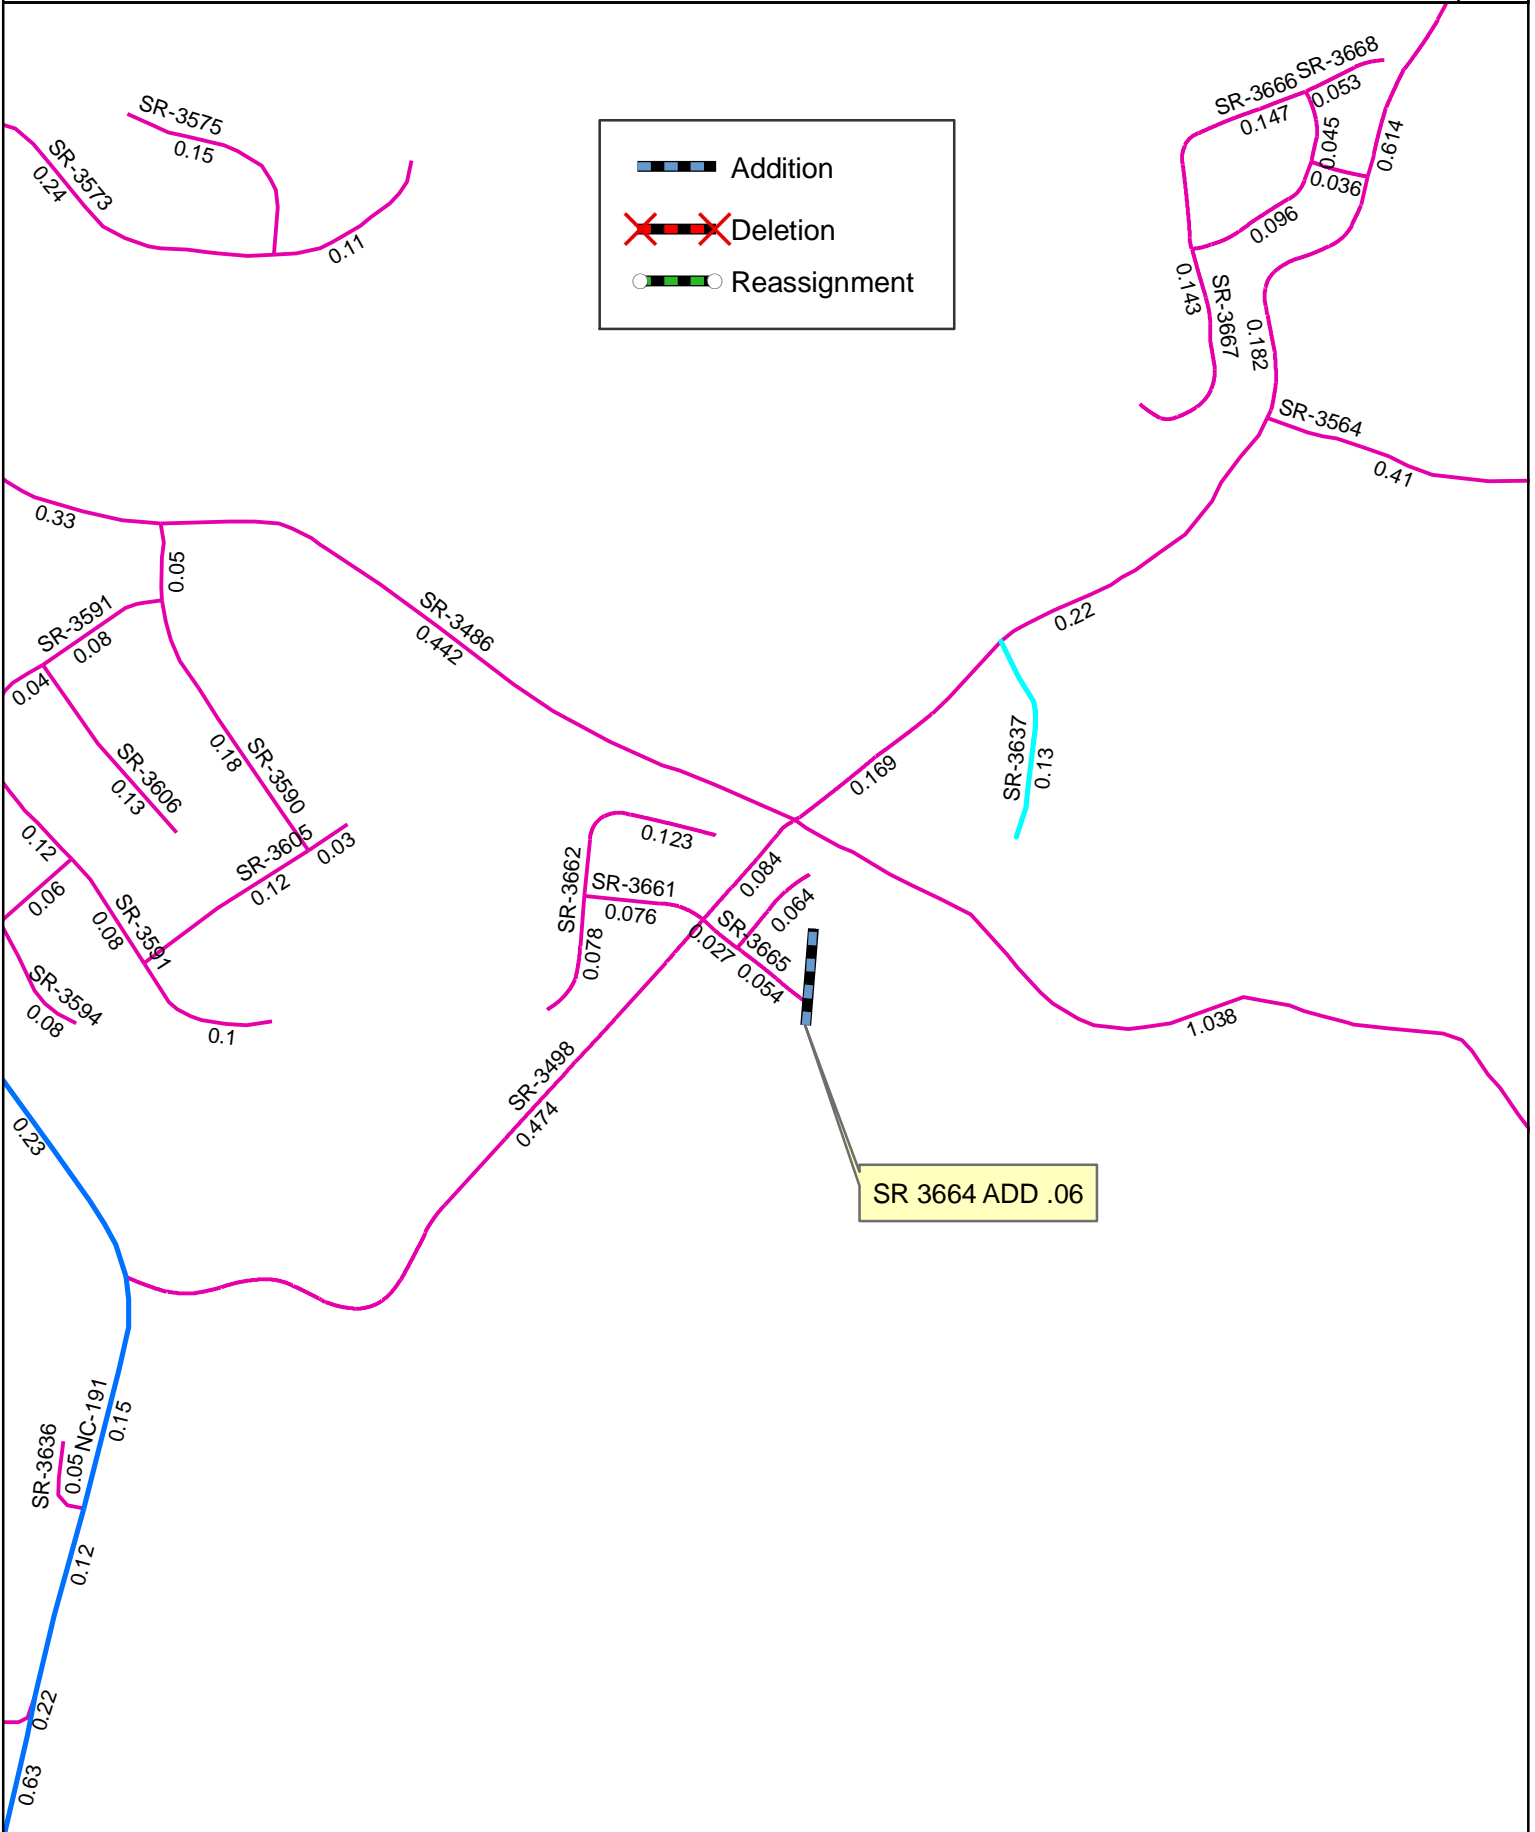 SR-3668
SR-3666
0.053
0.147
SR-3575
0.15
0.045
0.614
SR-3573
0.24
Addition
Deletion
Reassignment
0.036
0.096
0.11
0.143
SR-3667
0.182
SR-3564
0.41
0.33
0.05
SR-3591
0.08
SR-3486
0.442
0.22
0.04
SR-3606
0.13
0.18
SR-3590
SR-3637
0.13
0.169
0.12
SR-3605
0.03
0.12
0.123
0.06
SR-3662
SR-3661
0.076
0.084
0.064
0.08
SR-3591
0.078
SR-3665
0.027
0.054
SR-3594
0.08
0.1
1.038
SR-3498
0.474
0.23
SR 3664 ADD .06
NC-191
0.15
SR-3636
0.05
0.12
0.22
0.63